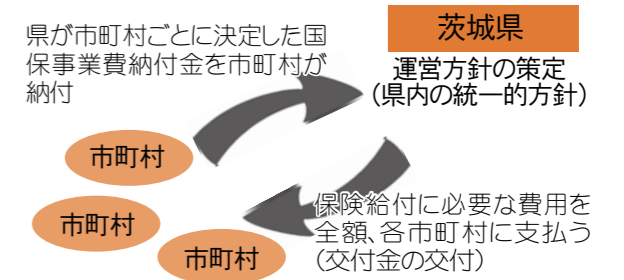 県が市町村ごとに決定した国
保事業費納付金を市町村が
納付
茨城県
運営方針の策定
（県内の統一的方針）
市町村
市町村
市町村
保険給付に必要な費用を
全額、各市町村に支払う
（交付金の交付）